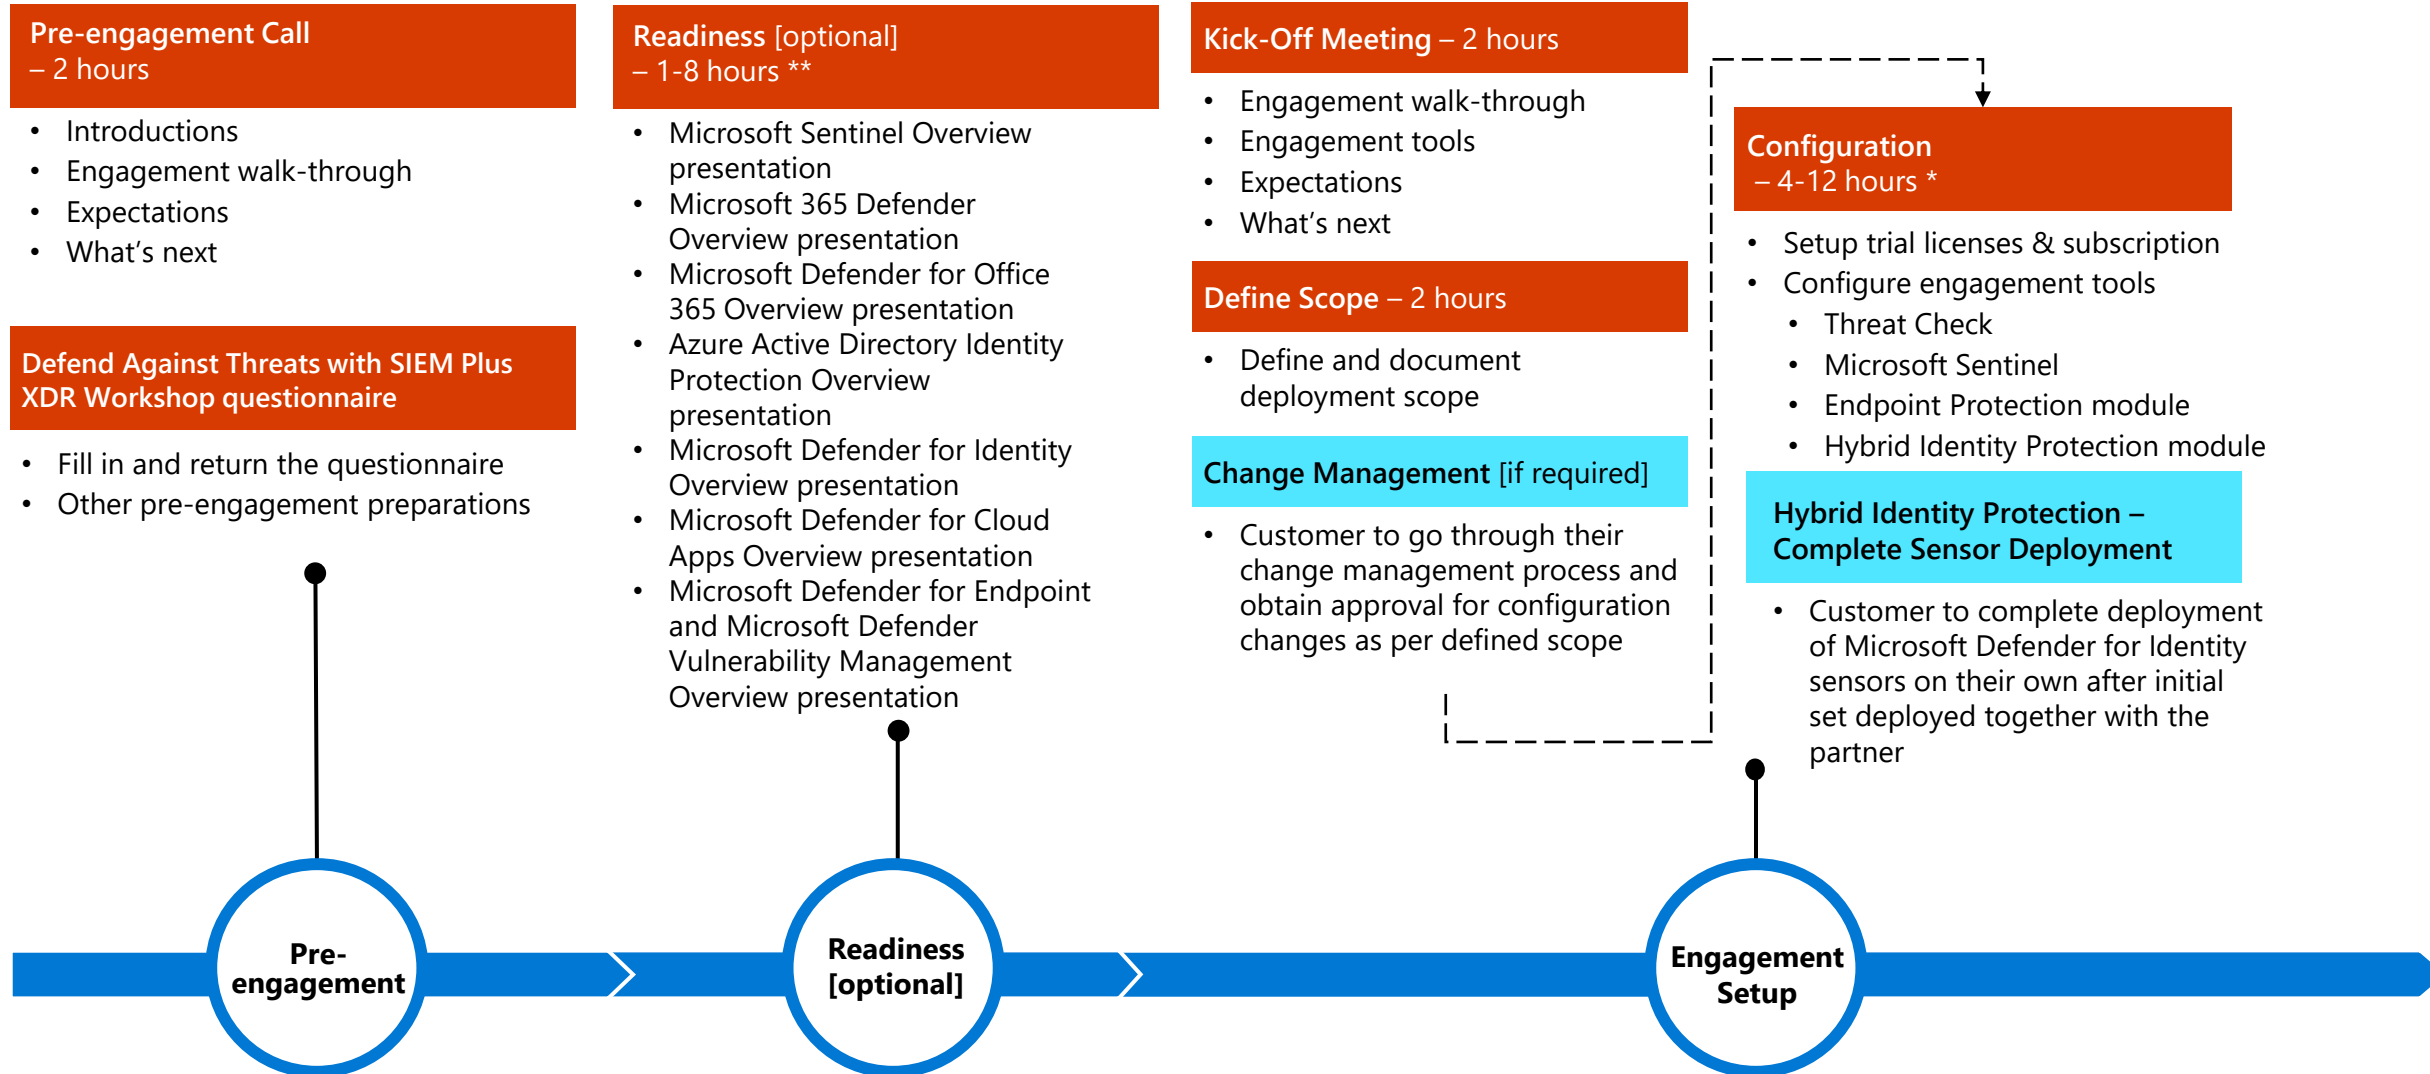 Pre-engagement Call
– 2 hours
• Introductions
• Engagement walk-through
• Expectations
• What's next
Defend Against Threats with SIEM Plus
XDR Workshop questionnaire
• Fill in and return the questionnaire
• Other pre-engagement preparations
Readiness [optional]
– 1-8 hours **
• Microsoft Sentinel Overview
presentation
• Microsoft 365 Defender
Overview presentation
• Microsoft Defender for Office
365 Overview presentation
• Azure Active Directory Identity
Protection Overview
presentation
• Microsoft Defender for Identity
Overview presentation
• Microsoft Defender for Cloud
Apps Overview presentation
• Microsoft Defender for Endpoint
and Microsoft Defender
Vulnerability Management
Overview presentation
Kick-Off Meeting – 2 hours
• Engagement walk-through
• Engagement tools
• Expectations
• What's next
Define Scope – 2 hours
• Define and document
deployment scope
Change Management [if required]
• Customer to go through their
change management process and
obtain approval for configuration
changes as per defined scope
Configuration
– 4-12 hours *
• Setup trial licenses & subscription
• Configure engagement tools
• Threat Check
• Microsoft Sentinel
• Endpoint Protection module
• Hybrid Identity Protection module
Hybrid Identity Protection –
Complete Sensor Deployment
• Customer to complete deployment
of Microsoft Defender for Identity
sensors on their own after initial
set deployed together with the
partner
Pre-
engagement
Readiness
[optional]
Engagement
Setup